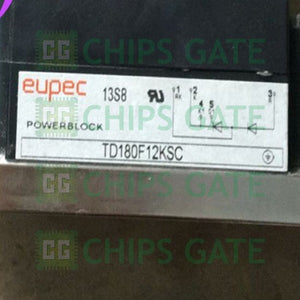 CHIPS GATE
eupec 13S8
POWERBLOCK
TD180F12KSC
CHIPS GATE
CHIPS GATE